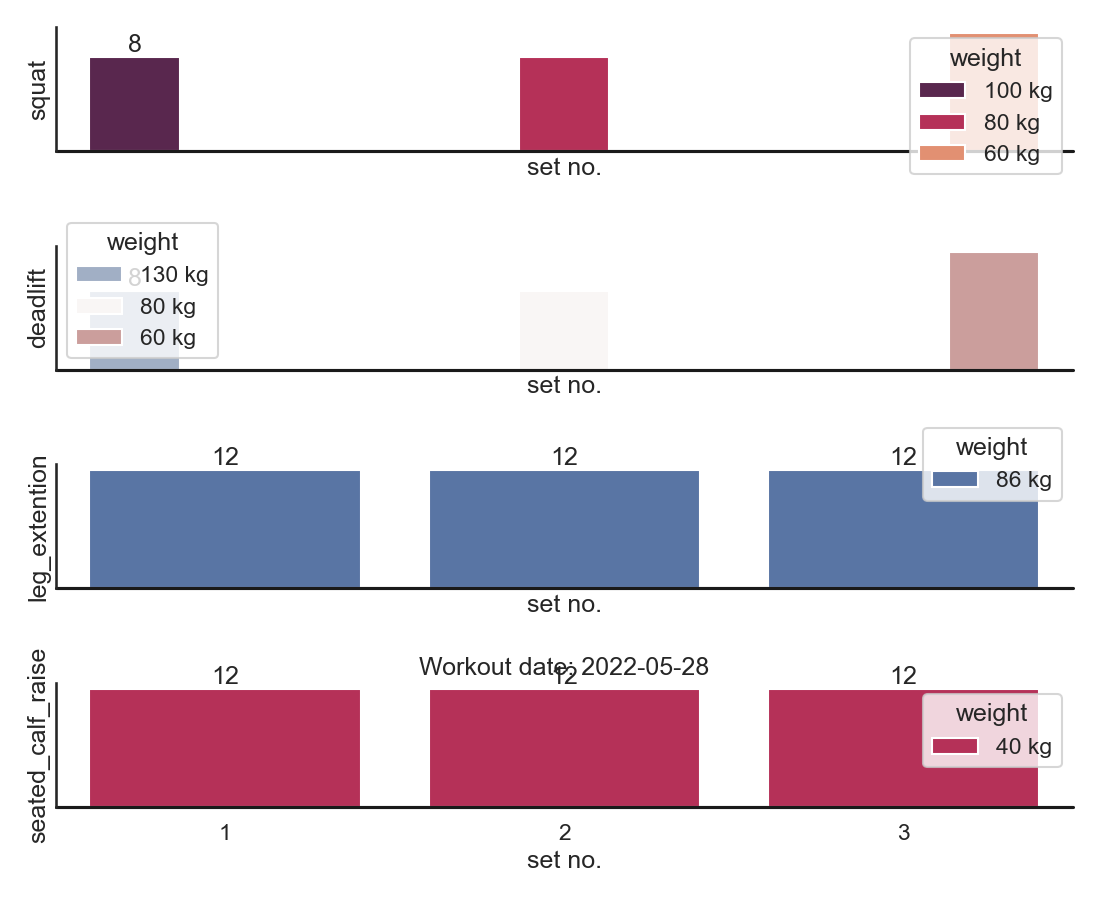 squat
8
weight
100 kg
80 kg
60 kg
set no.
deadlift
weight
8
130 kg
80 kg
60 kg
set no.
leg_extention
12
12
12
weight
86 kg
set no.
Workout date: 2022-05-28
seated_calf_raise
12
12
12
weight
40 kg
1
2
3
set no.